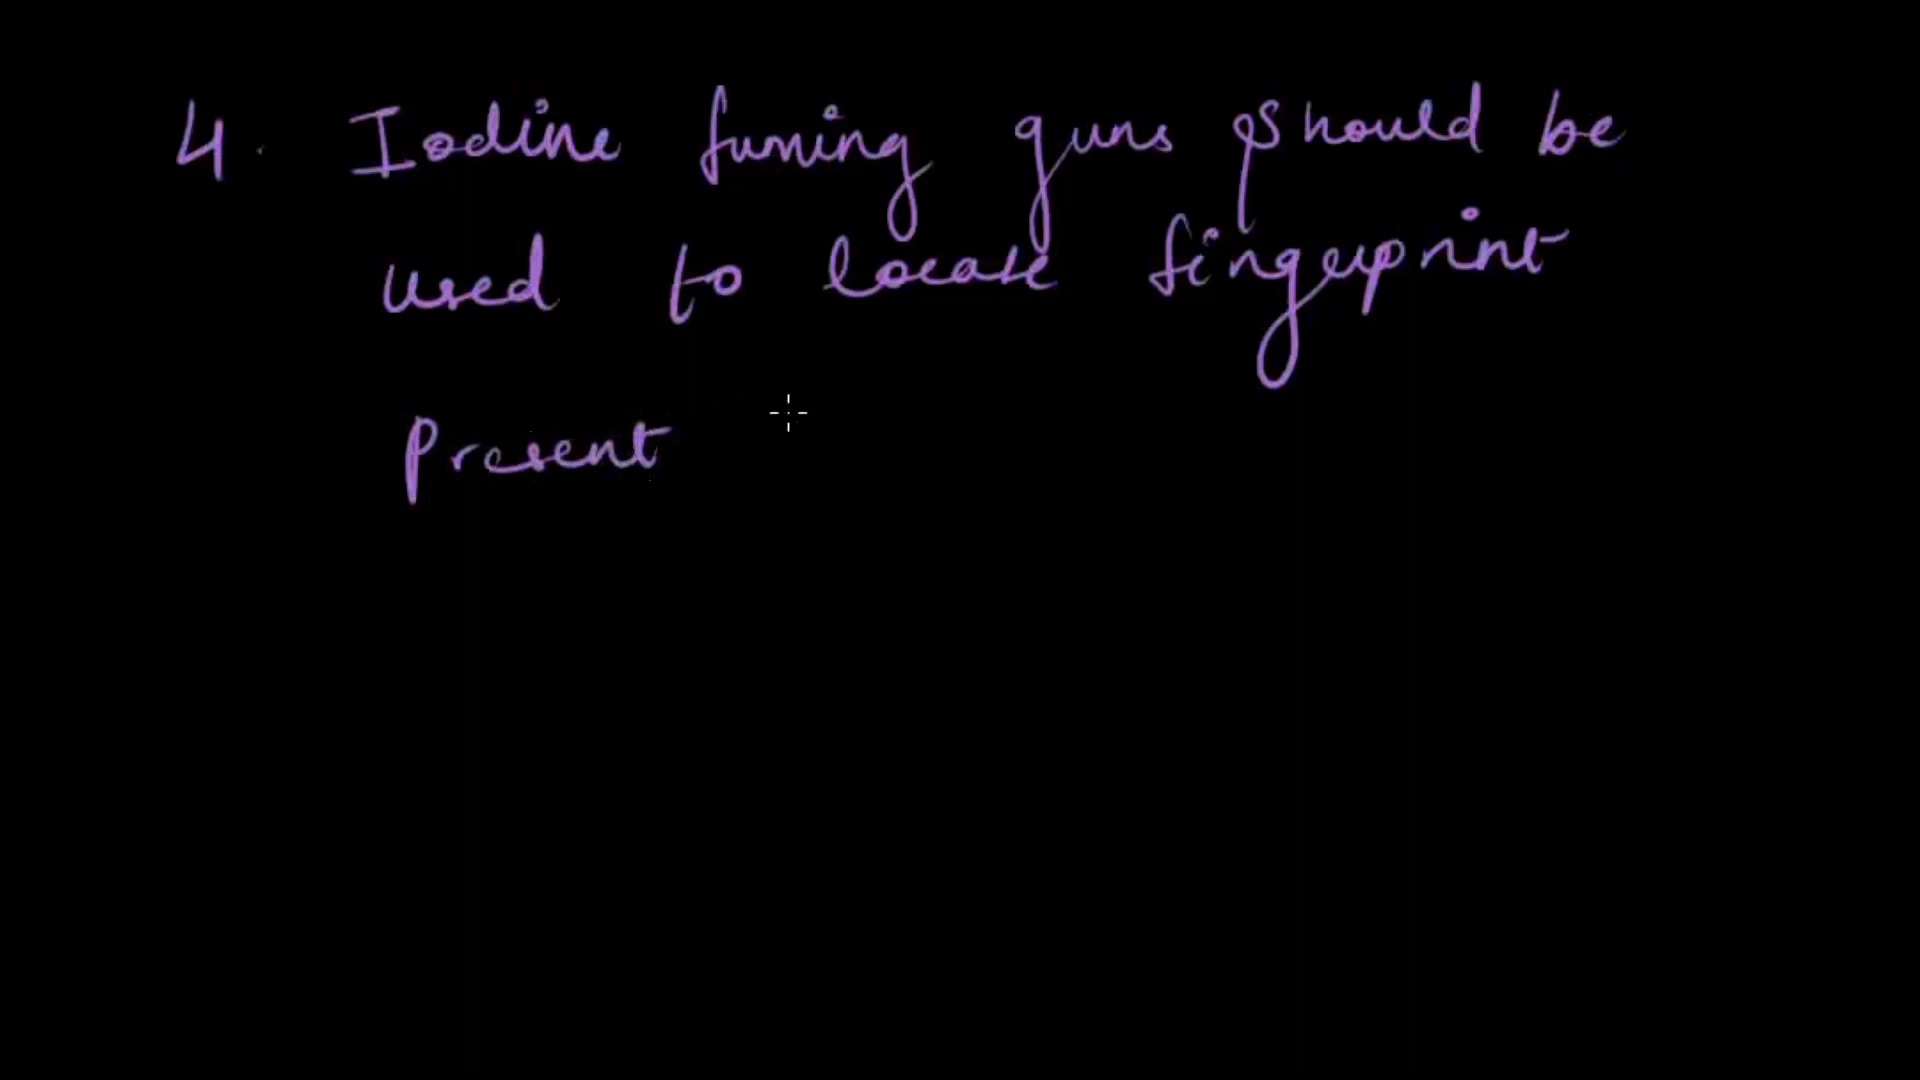 4. Iodine fuming guns should be
used to locate fingerprint
present